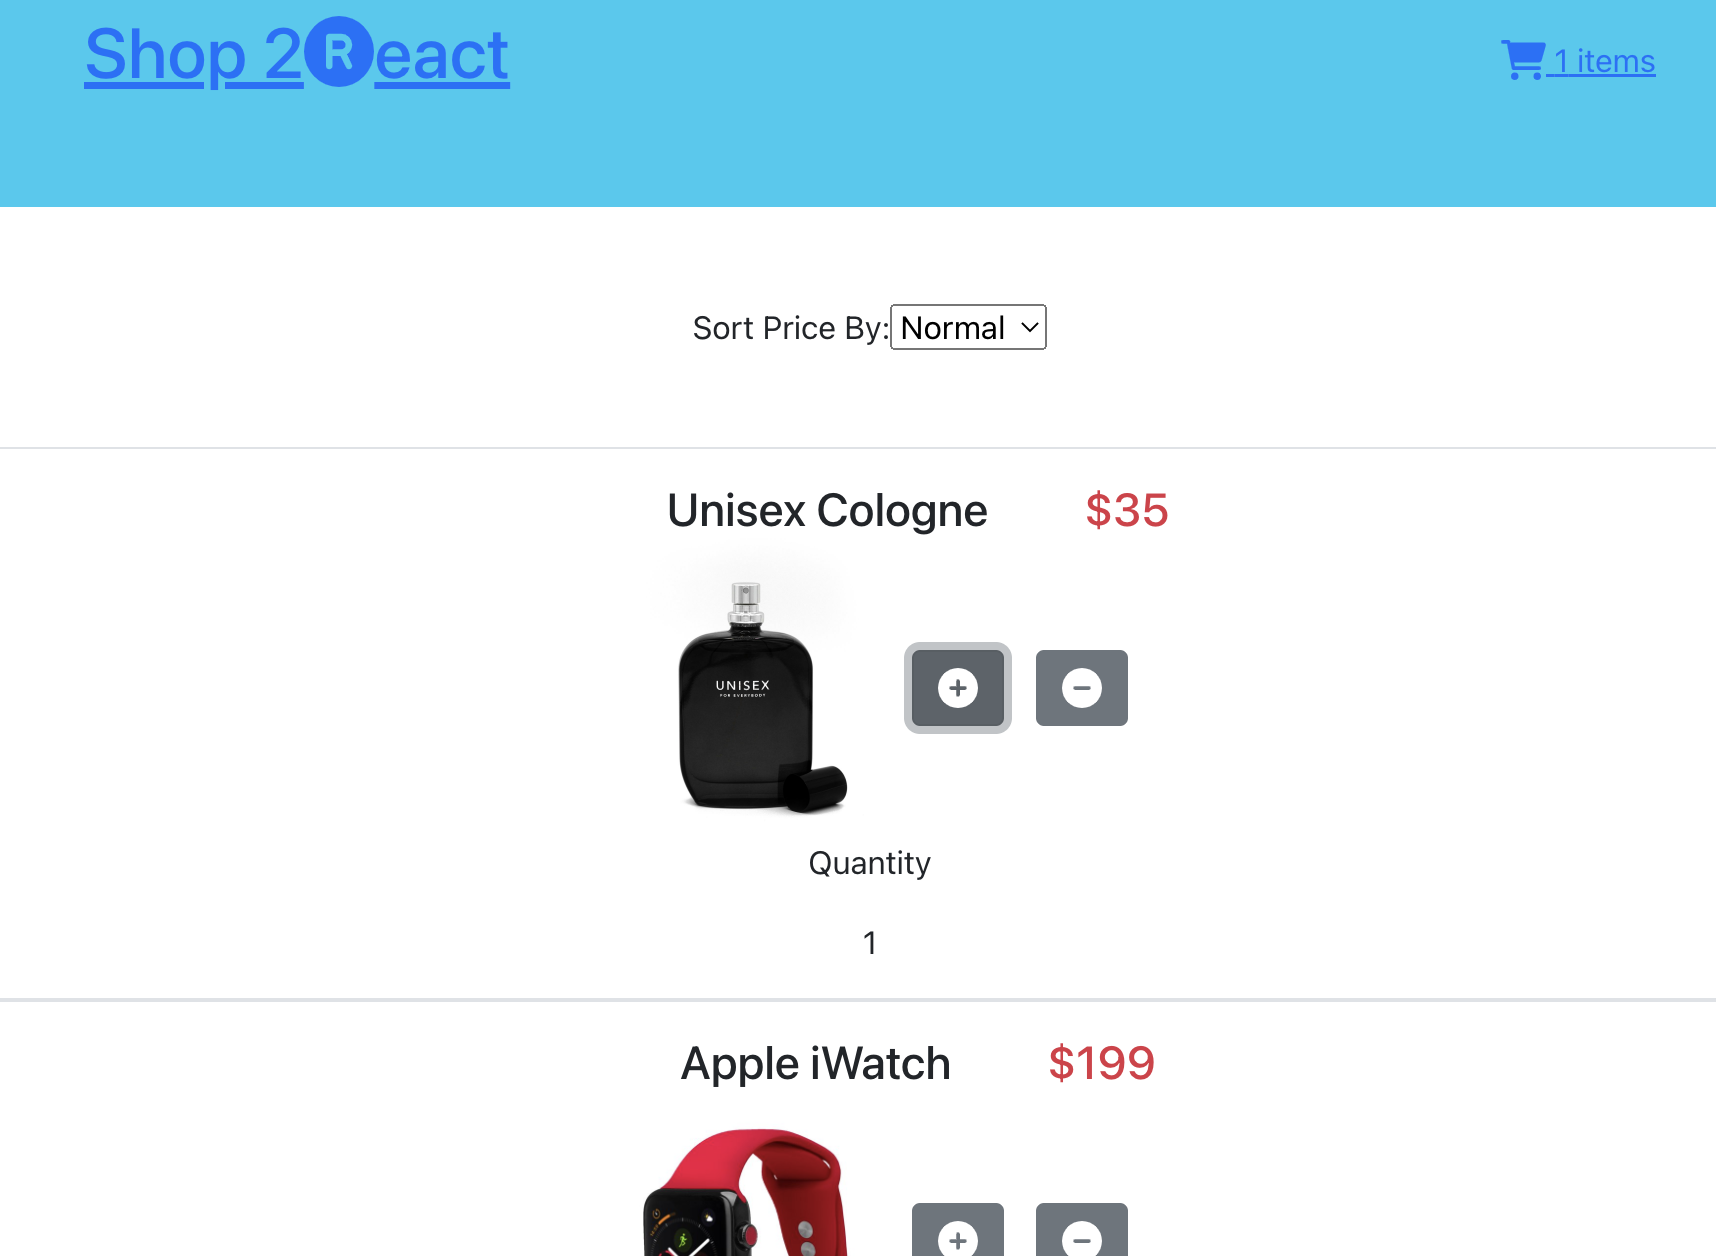 Shop 2React
1 items
Sort Price By: Normal
Unisex Cologne $35
UNISEX
FOR EVERYBODY
Quantity
1
Apple iWatch $199